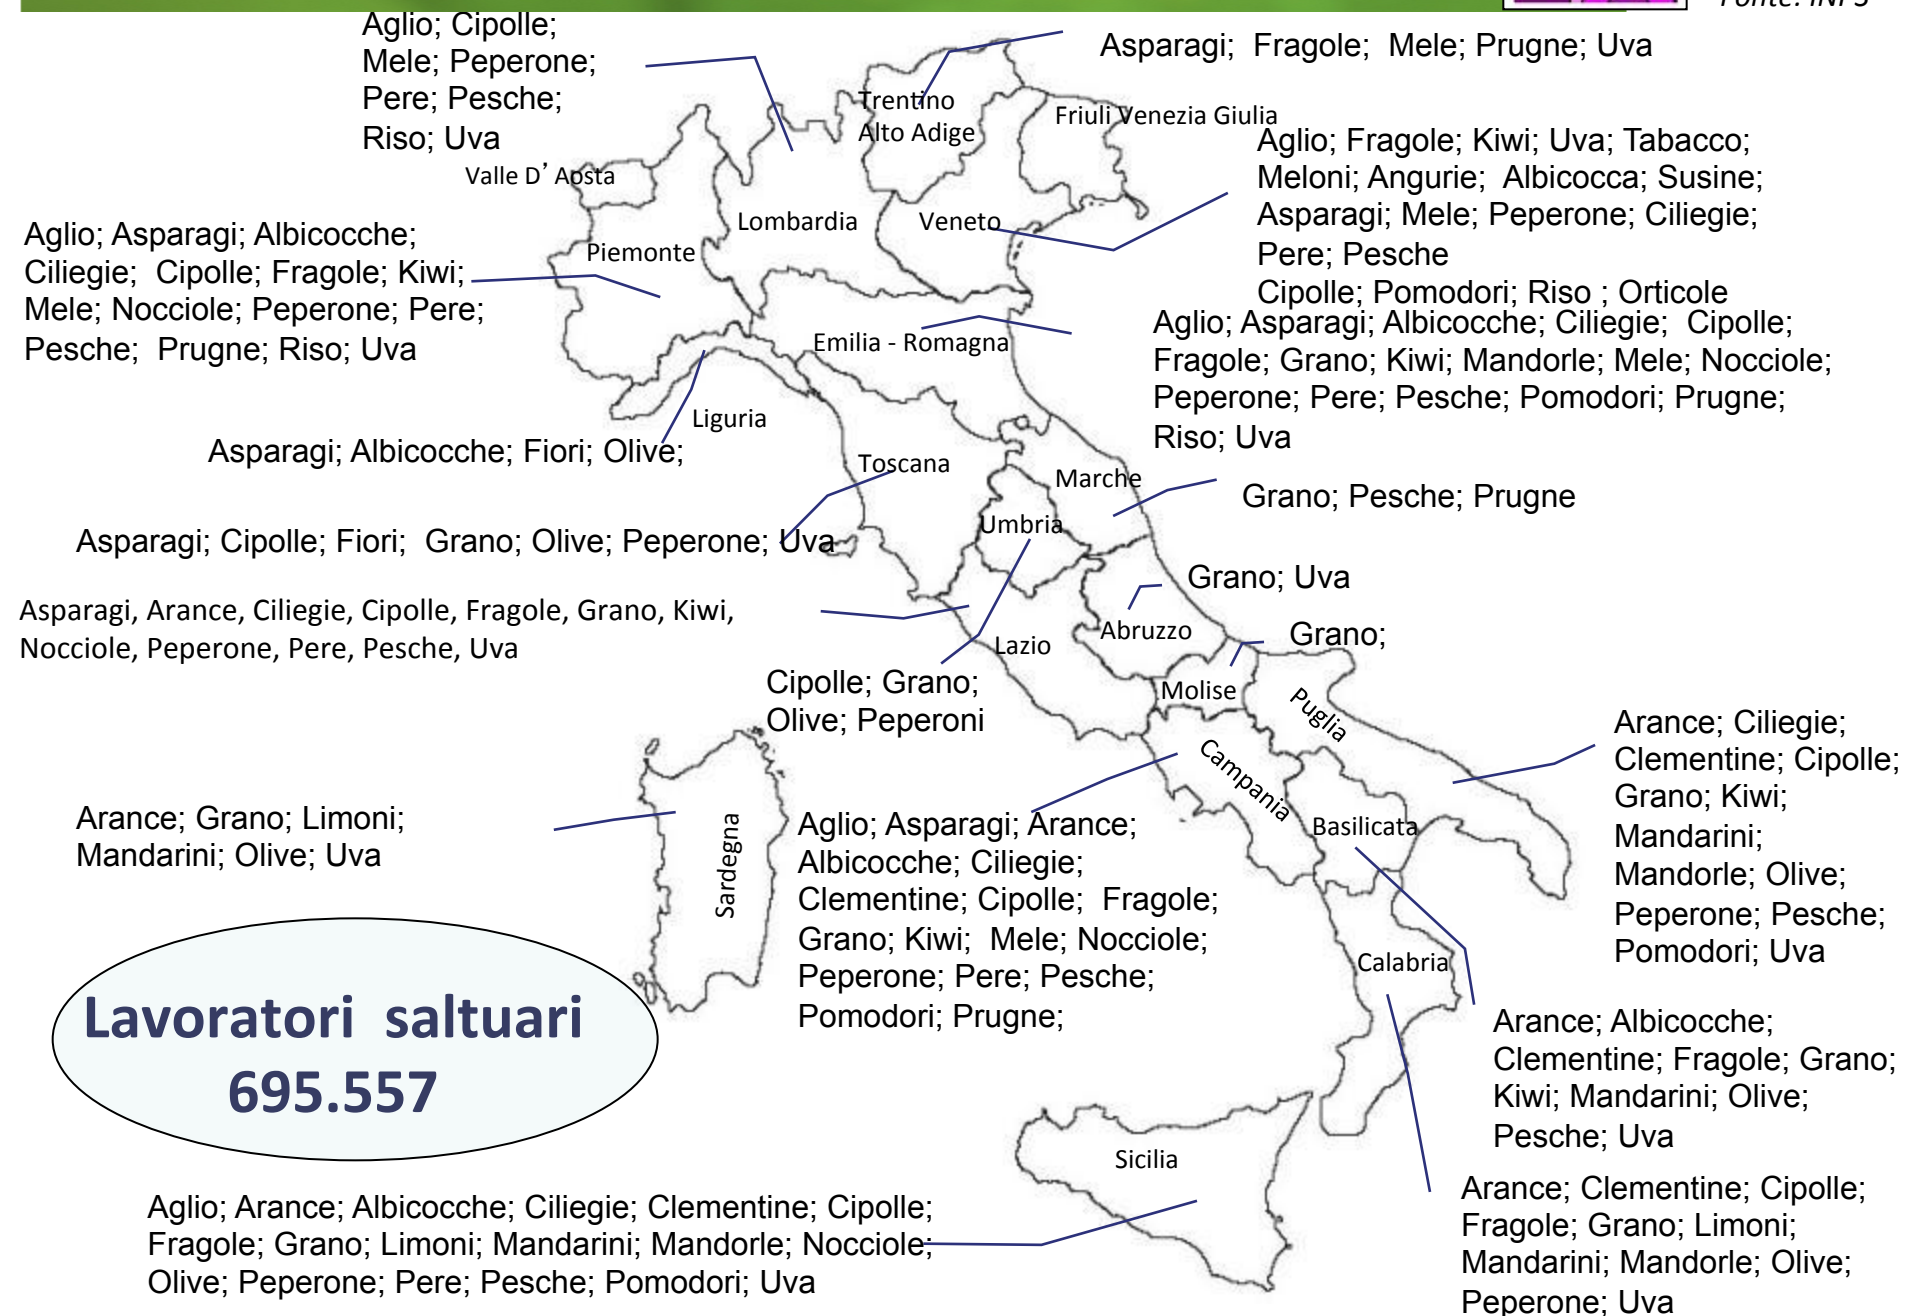 Fonte: INPS
Aglio; Cipolle;
Mele; Peperone;
Pere; Pesche;
Riso; Uva
Asparagi; Fragole; Mele; Prugne; Uva
Trentino
Alto Adige
Friuli Venezia Giulia
Valle D' Aosta
Aglio; Fragole; Kiwi; Uva; Tabacco;
Meloni; Angurie; Albicocca; Susine;
Asparagi; Mele; Peperone; Ciliegie;
Pere; Pesche
Cipolle; Pomodori; Riso ; Orticole
Lombardia
Veneto
Piemonte
Aglio; Asparagi; Albicocche;
Ciliegie; Cipolle; Fragole; Kiwi;
Mele; Nocciole; Peperone; Pere;
Pesche; Prugne; Riso; Uva
Emilia - Romagna
Aglio; Asparagi; Albicocche; Ciliegie; Cipolle;
Fragole; Grano; Kiwi; Mandorle; Mele; Nocciole;
Peperone; Pere; Pesche; Pomodori; Prugne;
Riso; Uva
Liguria
Asparagi; Albicocche; Fiori; Olive;
Toscana
Marche
Grano; Pesche; Prugne
Umbria
Asparagi; Cipolle; Fiori; Grano; Olive; Peperone; Uva
Grano; Uva
Asparagi, Arance, Ciliegie, Cipolle, Fragole, Grano, Kiwi,
Nocciole, Peperone, Pere, Pesche, Uva
Lazio
Abruzzo
Grano;
Cipolle; Grano;
Olive; Peperoni
Molise
Puglia
Campania
Arance; Ciliegie;
Clementine; Cipolle;
Grano; Kiwi;
Mandarini;
Mandorle; Olive;
Peperone; Pesche;
Pomodori; Uva
Arance; Grano; Limoni;
Mandarini; Olive; Uva
Sardegna
Aglio; Asparagi; Arance;
Albicocche; Ciliegie;
Clementine; Cipolle; Fragole;
Grano; Kiwi; Mele; Nocciole;
Peperone; Pere; Pesche;
Pomodori; Prugne;
Basilicata
Calabria
Lavoratori saltuari
695.557
Arance; Albicocche;
Clementine; Fragole; Grano;
Kiwi; Mandarini; Olive;
Pesche; Uva
Sicilia
Aglio; Arance; Albicocche; Ciliegie; Clementine; Cipolle;
Fragole; Grano; Limoni; Mandarini; Mandorle; Nocciole;
Olive; Peperone; Pere; Pesche; Pomodori; Uva
Arance; Clementine; Cipolle;
Fragole; Grano; Limoni;
Mandarini; Mandorle; Olive;
Peperone; Uva